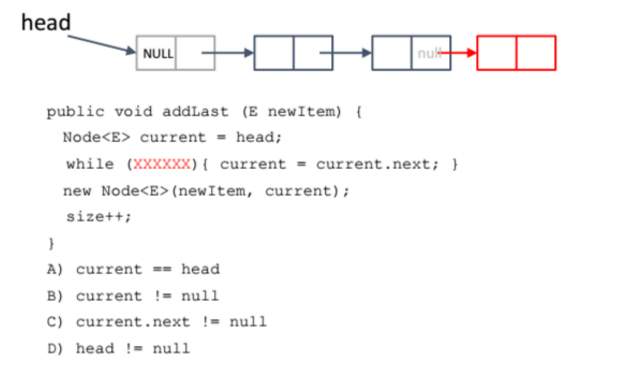 head
NULL
null
public void addLast (E newItem) {
Node<E> current = head;
while (XXXXXX){ current = current.next; }
new Node<E>(newItem, current);
size++;
}
A) current == head
B) current != null
C) current.next != null
D) head != null